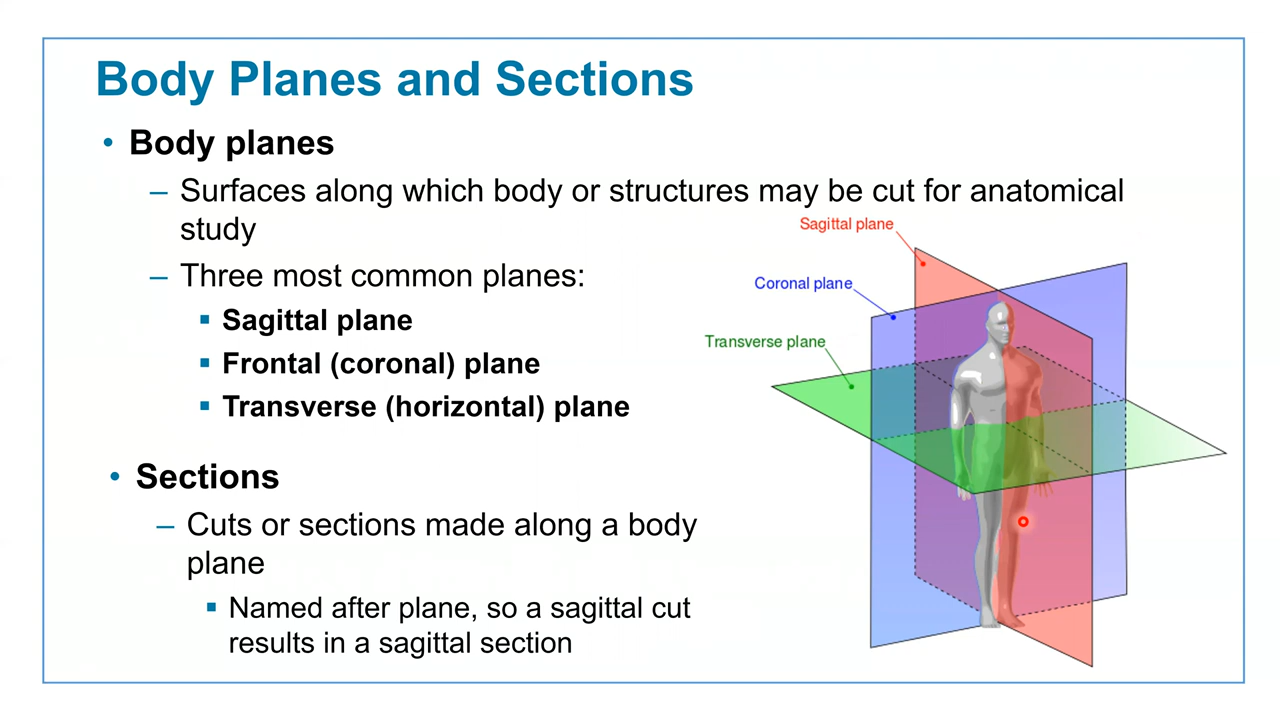 Body Planes and Sections
• Body planes
– Surfaces along which body or structures may be cut for anatomical
study
– Three most common planes:
▪ Sagittal plane
▪ Frontal (coronal) plane
▪ Transverse (horizontal) plane
• Sections
– Cuts or sections made along a body
plane
▪ Named after plane, so a sagittal cut
results in a sagittal section
Sagittal plane
Coronal plane
Transverse plane